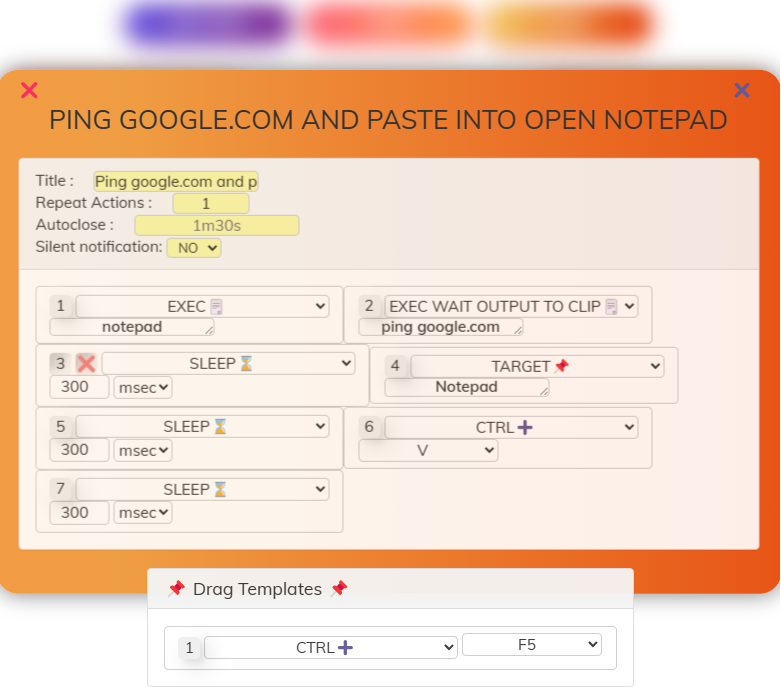 PING GOOGLE.COM AND PASTE INTO OPEN NOTEPAD
Title : Ping google.com and p
Repeat Actions : 1
Autoclose : 1m30s
Silent notification: NO
1 EXEC 2 EXEC WAIT OUTPUT TO CLIP
notepad ping google.com
3 SLEEP 4 TARGET
300 msec Notepad
5 SLEEP 6 CTRL
300 msec V
7 SLEEP
300 msec
Drag Templates
1 CTRL F5